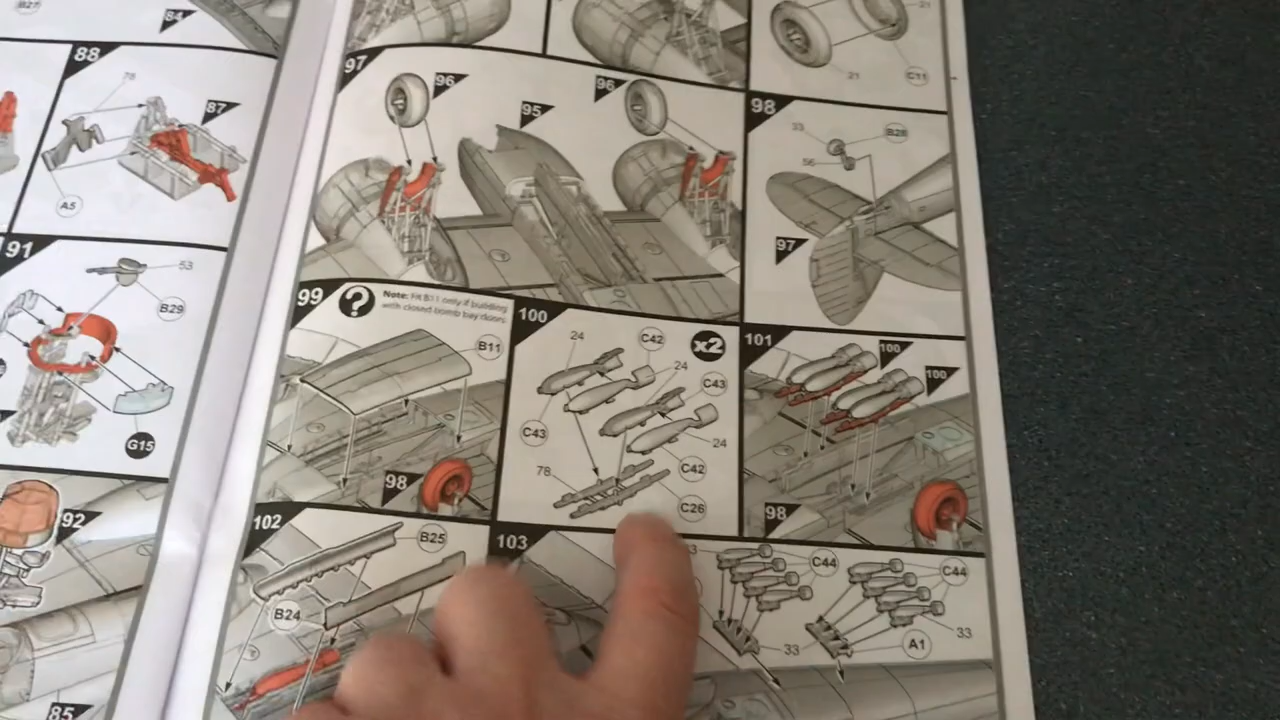 B27
84
88
78
87
A5
91
53
B29
G15
92
85
21
21
C11
97
96
96
95
98
33
B28
56
97
99
?
Note: Fit B11 only if building
with closed bomb bay doors.
B11
98
100
x2
24
C42
24
C43
C43
24
C42
78
C26
101
100
100
98
102
B25
B24
103
C44
C44
33
33
A1